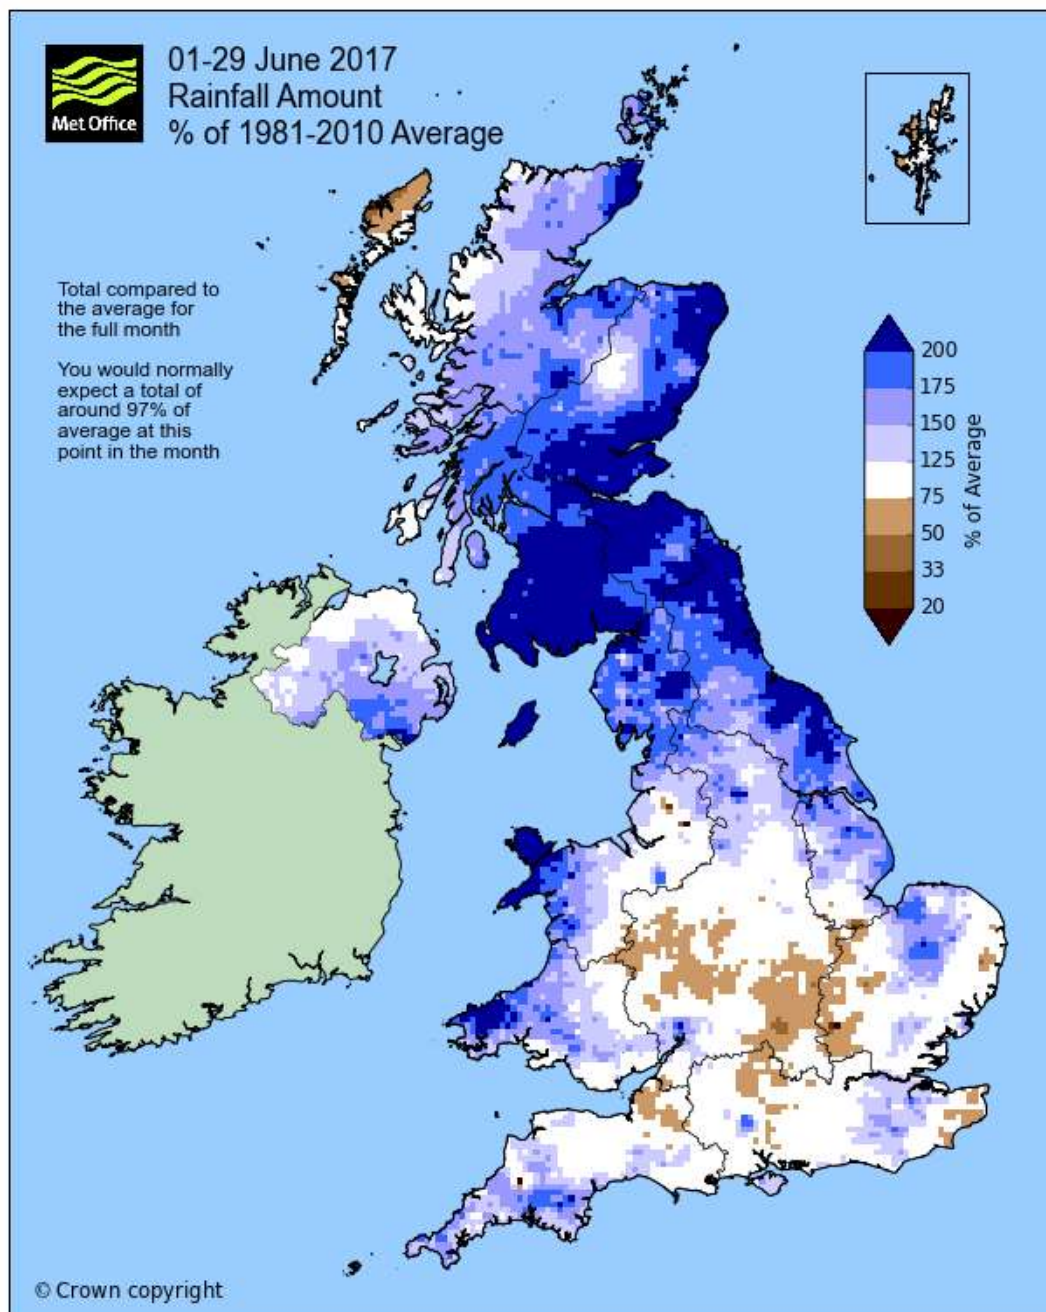 Met Office
01-29 June 2017
Rainfall Amount
% of 1981-2010 Average
Total compared to
the average for
the full month
You would normally
expect a total of
around 97% of
average at this
point in the month
200
175
150
125
75
50
33
20
% of Average
© Crown copyright